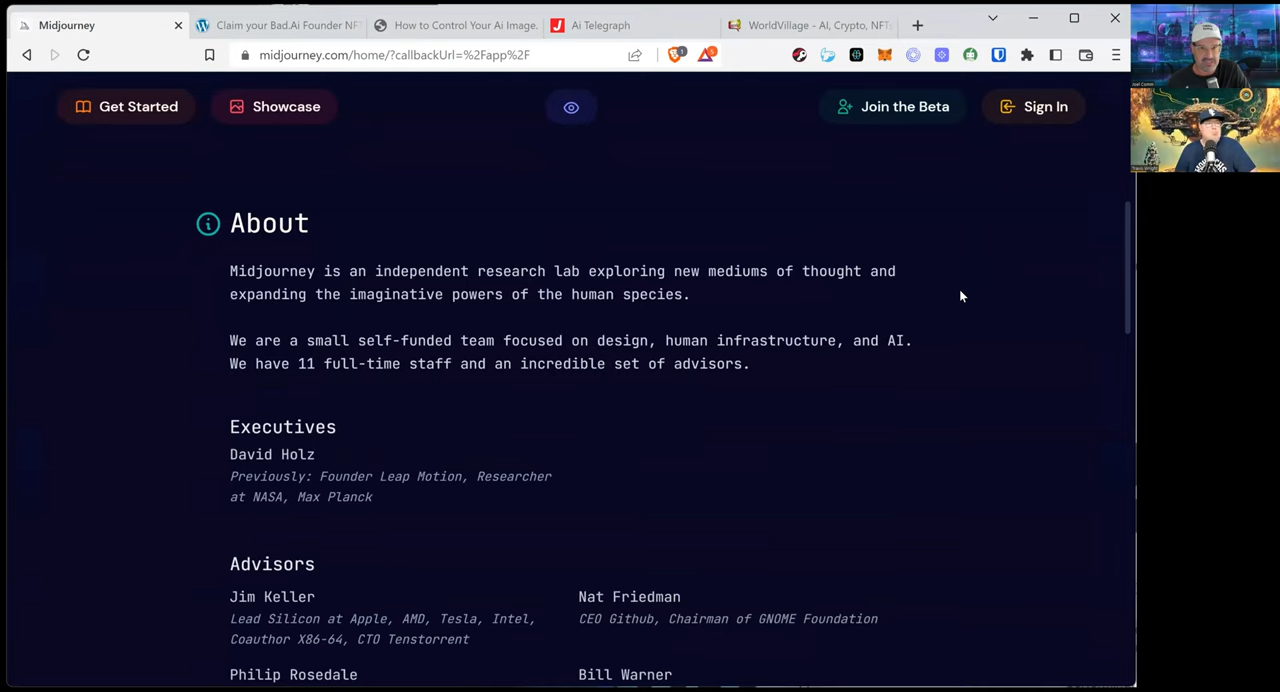 Midjourney
Claim your Bad.Ai Founder NF
How to Control Your Ai Image.
Ai Telegraph
WorldVillage - AI, Crypto, NFTs
midjourney.com/home/?callbackUrl=%2Fapp%2F
Get Started
Showcase
Join the Beta
Sign In
Joel Comm
Travis Wright
About
Midjourney is an independent research lab exploring new mediums of thought and
expanding the imaginative powers of the human species.
We are a small self-funded team focused on design, human infrastructure, and AI.
We have 11 full-time staff and an incredible set of advisors.
Executives
David Holz
Previously: Founder Leap Motion, Researcher
at NASA, Max Planck
Advisors
Jim Keller
Lead Silicon at Apple, AMD, Tesla, Intel,
Coauthor X86-64, CTO Tenstorrent
Nat Friedman
CEO Github, Chairman of GNOME Foundation
Philip Rosedale
Bill Warner